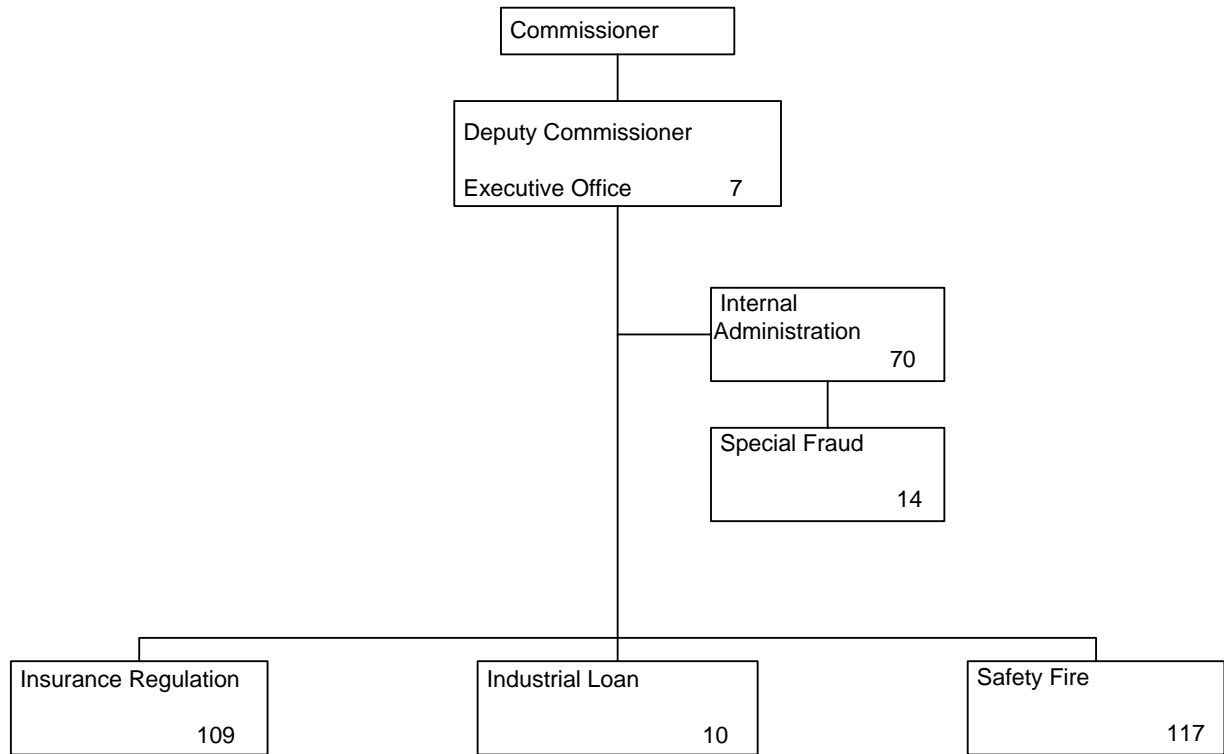 Commissioner
Deputy Commissioner
Executive Office 7
Internal
Administration
70
Special Fraud
14
Insurance Regulation
109
Industrial Loan
10
Safety Fire
117